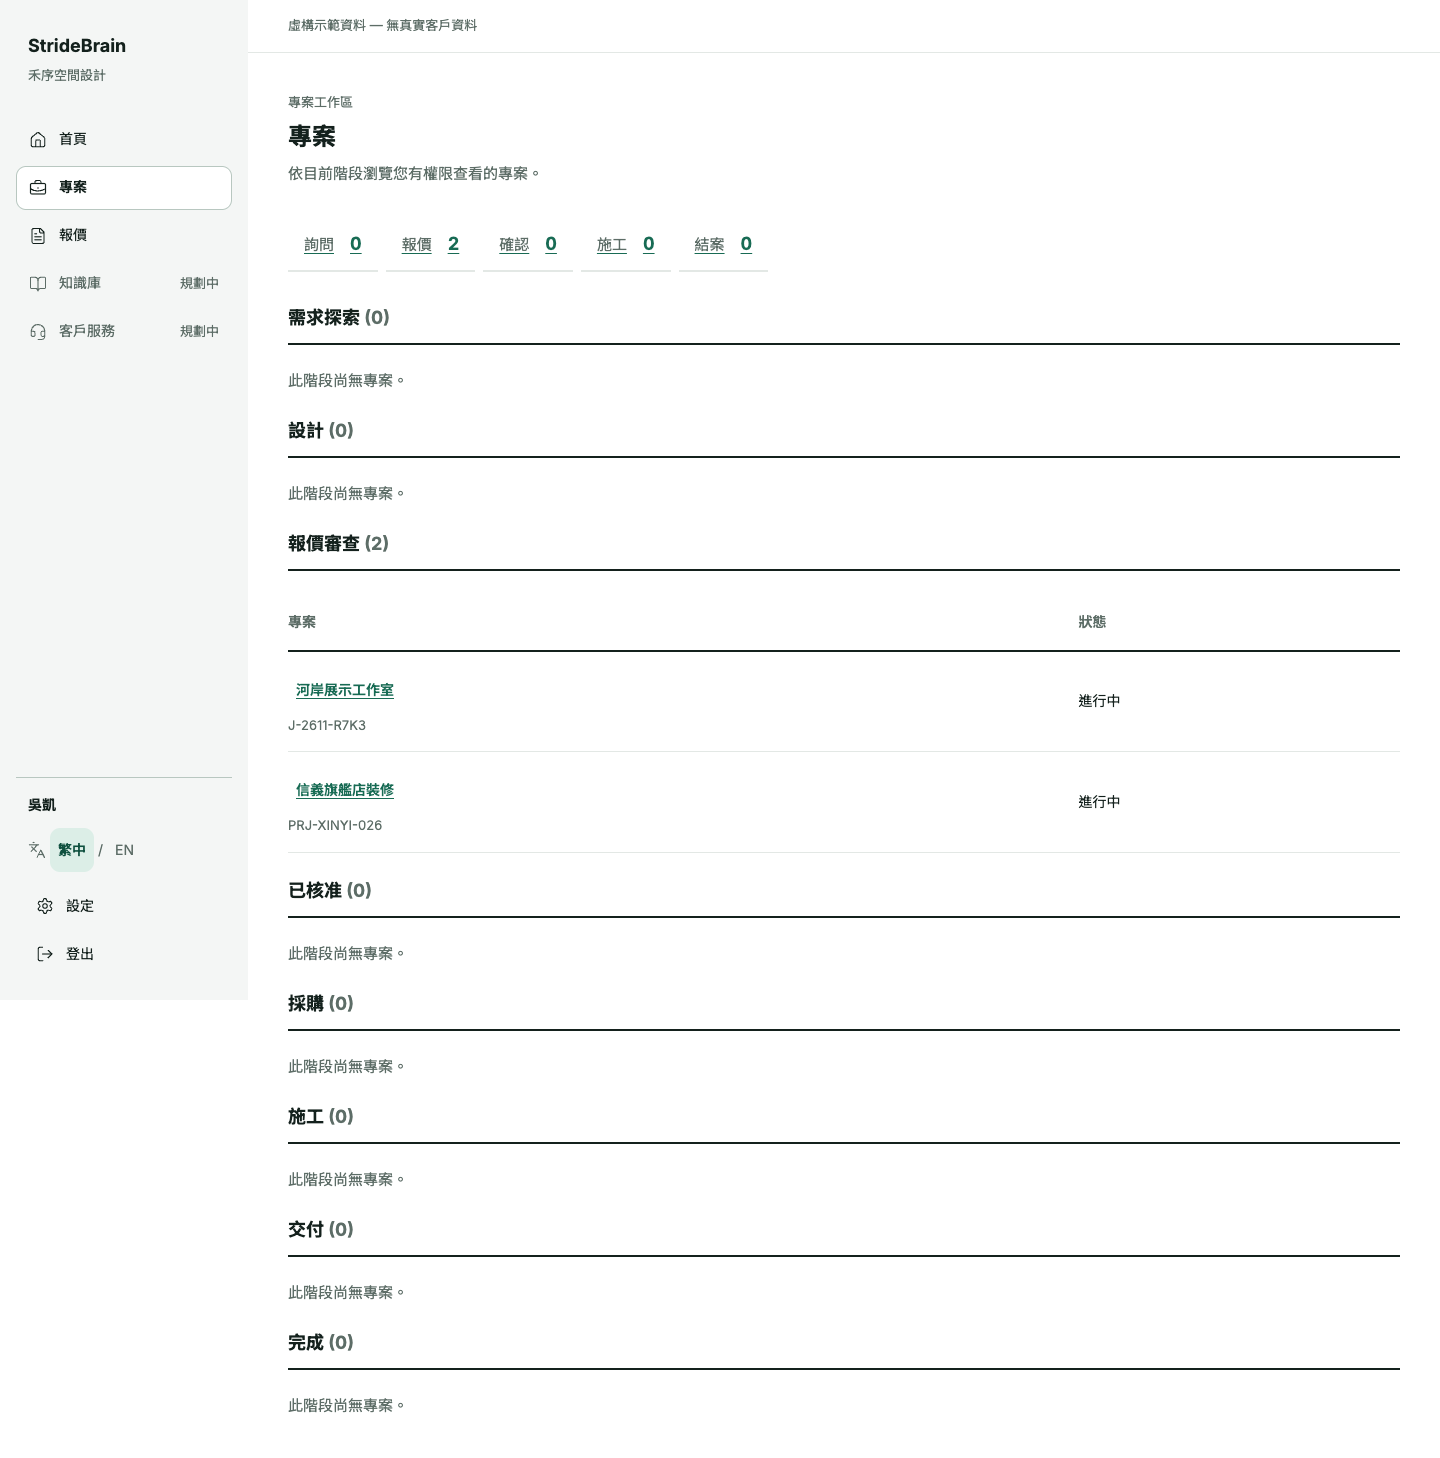 StrideBrain
禾序空間設計
首頁
專案
報價
知識庫 規劃中
客戶服務 規劃中
吳凱
繁中 / EN
設定
登出
虛構示範資料 — 無真實客戶資料
專案工作區
專案
依目前階段瀏覽您有權限查看的專案。
詢問 0 報價 2 確認 0 施工 0 結案 0
需求探索 (0)
此階段尚無專案。
設計 (0)
此階段尚無專案。
報價審查 (2)
專案 狀態
河岸展示工作室 進行中
J-2611-R7K3
信義旗艦店裝修 進行中
PRJ-XINYI-026
已核准 (0)
此階段尚無專案。
採購 (0)
此階段尚無專案。
施工 (0)
此階段尚無專案。
交付 (0)
此階段尚無專案。
完成 (0)
此階段尚無專案。